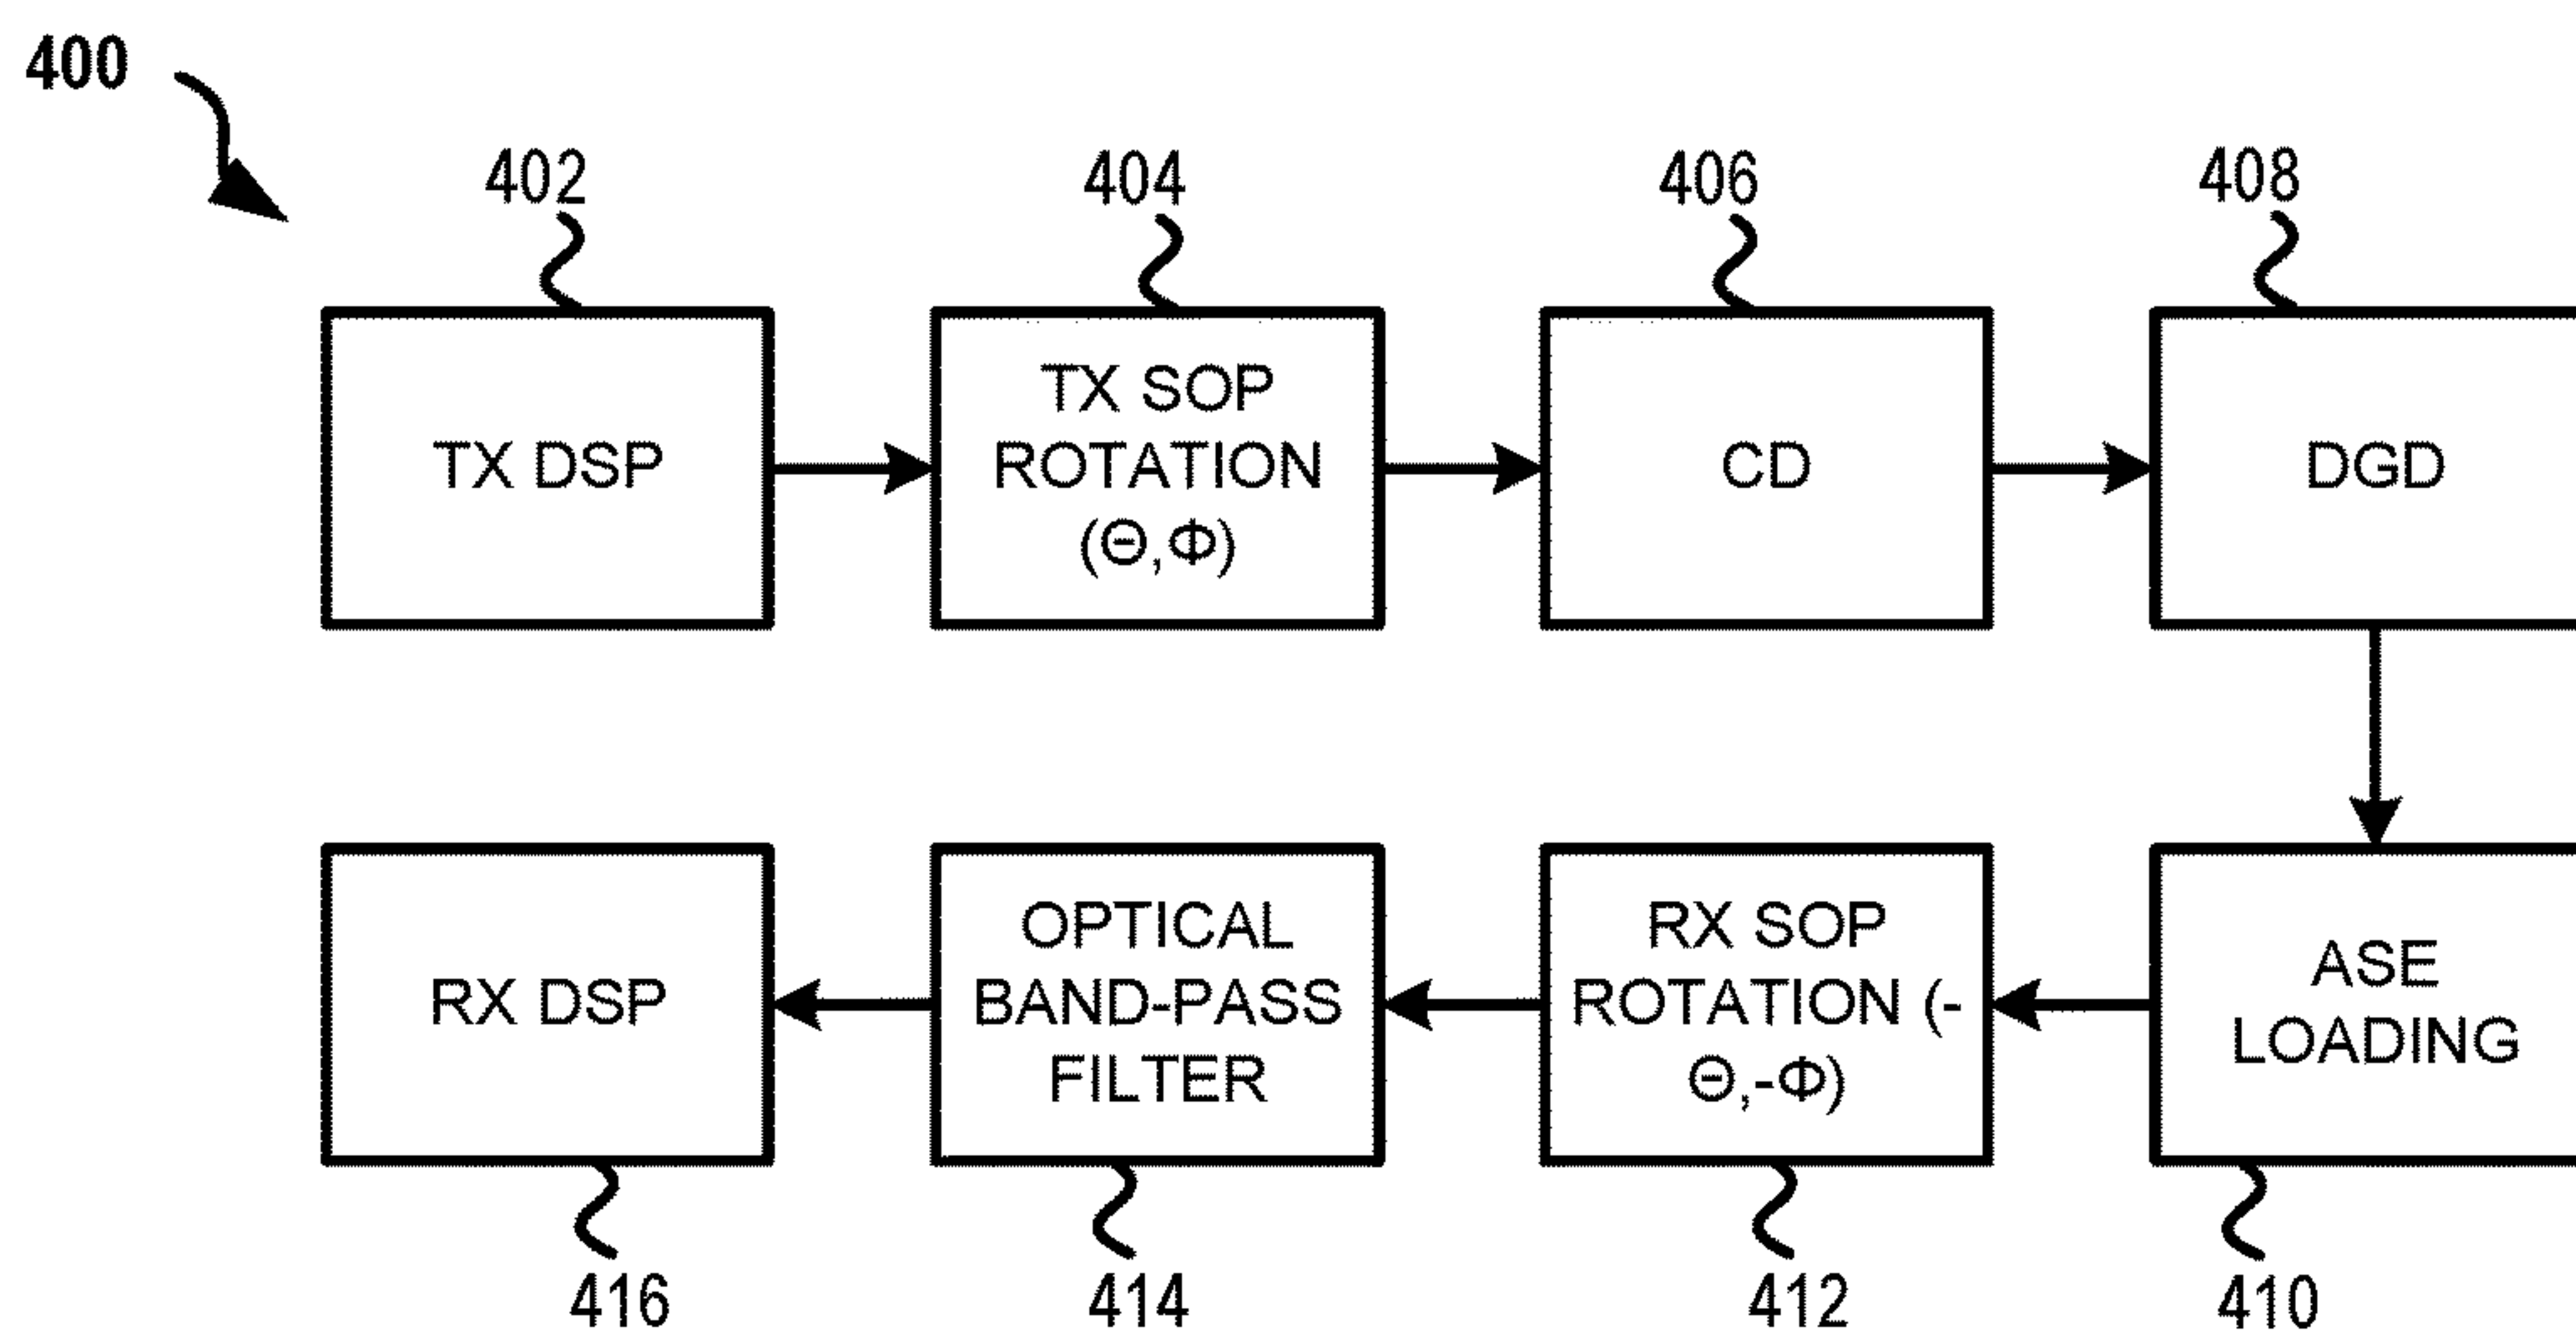 400
402
404
406
408
TX DSP
TX SOP
ROTATION
(Θ,Φ)
CD
DGD
RX DSP
OPTICAL
BAND-PASS
FILTER
RX SOP
ROTATION (-
Θ,-Φ)
ASE
LOADING
416
414
412
410